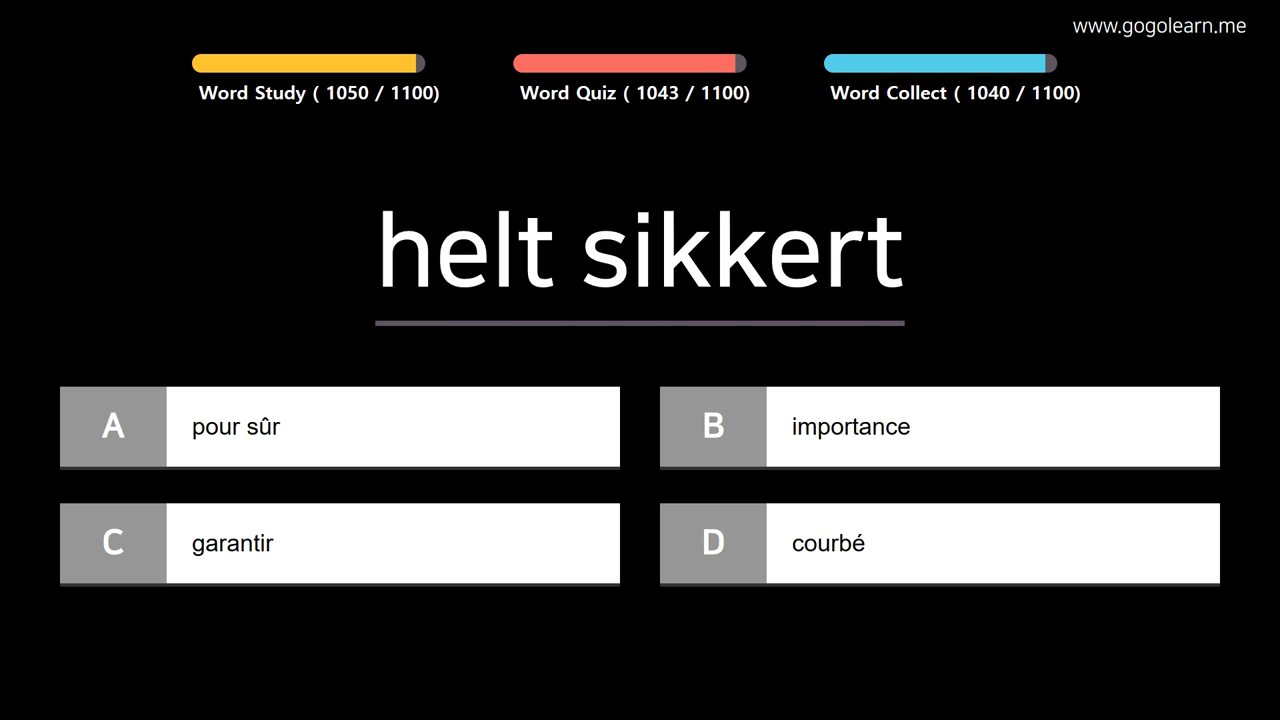 www.gogolearn.me
Word Study ( 1050 / 1100)
Word Quiz ( 1043 / 1100)
Word Collect ( 1040 / 1100)
helt sikkert
A pour sûr
B importance
C garantir
D courbé